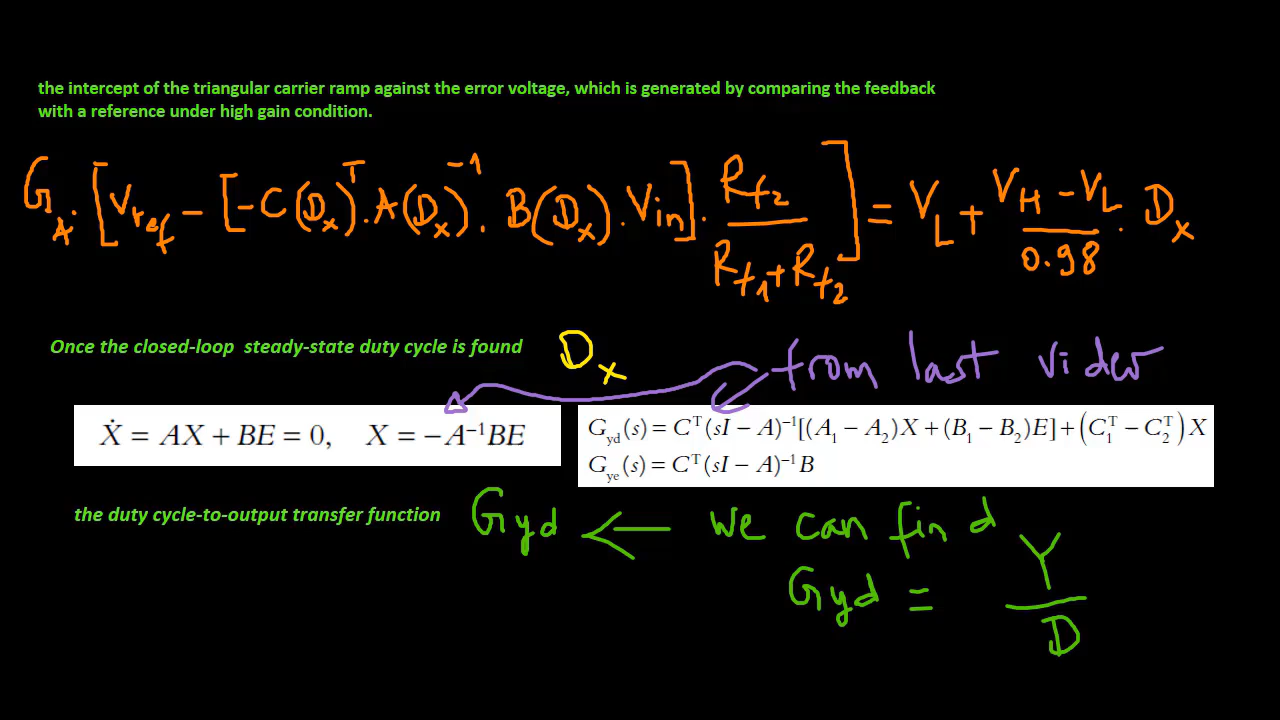 the intercept of the triangular carrier ramp against the error voltage, which is generated by comparing the feedback
with a reference under high gain condition.
G_A · [V_ref − [−C(D_x)^T · A(D_x)^−1 · B(D_x) · Vin] · R_f2 / (R_f1 + R_f2)] = V_L + (V_H − V_L) / 0.98 · D_x
Once the closed-loop steady-state duty cycle is found D_x from last video
Ẋ = AX + BE = 0, X = −A⁻¹BE
G_yd(s) = C^T(sI − A)^−1[(A_1 − A_2)X + (B_1 − B_2)E] + (C_1^T − C_2^T)X
G_ye(s) = C^T(sI − A)^−1B
the duty cycle-to-output transfer function Gyd ← we can find
Gyd = Y / D